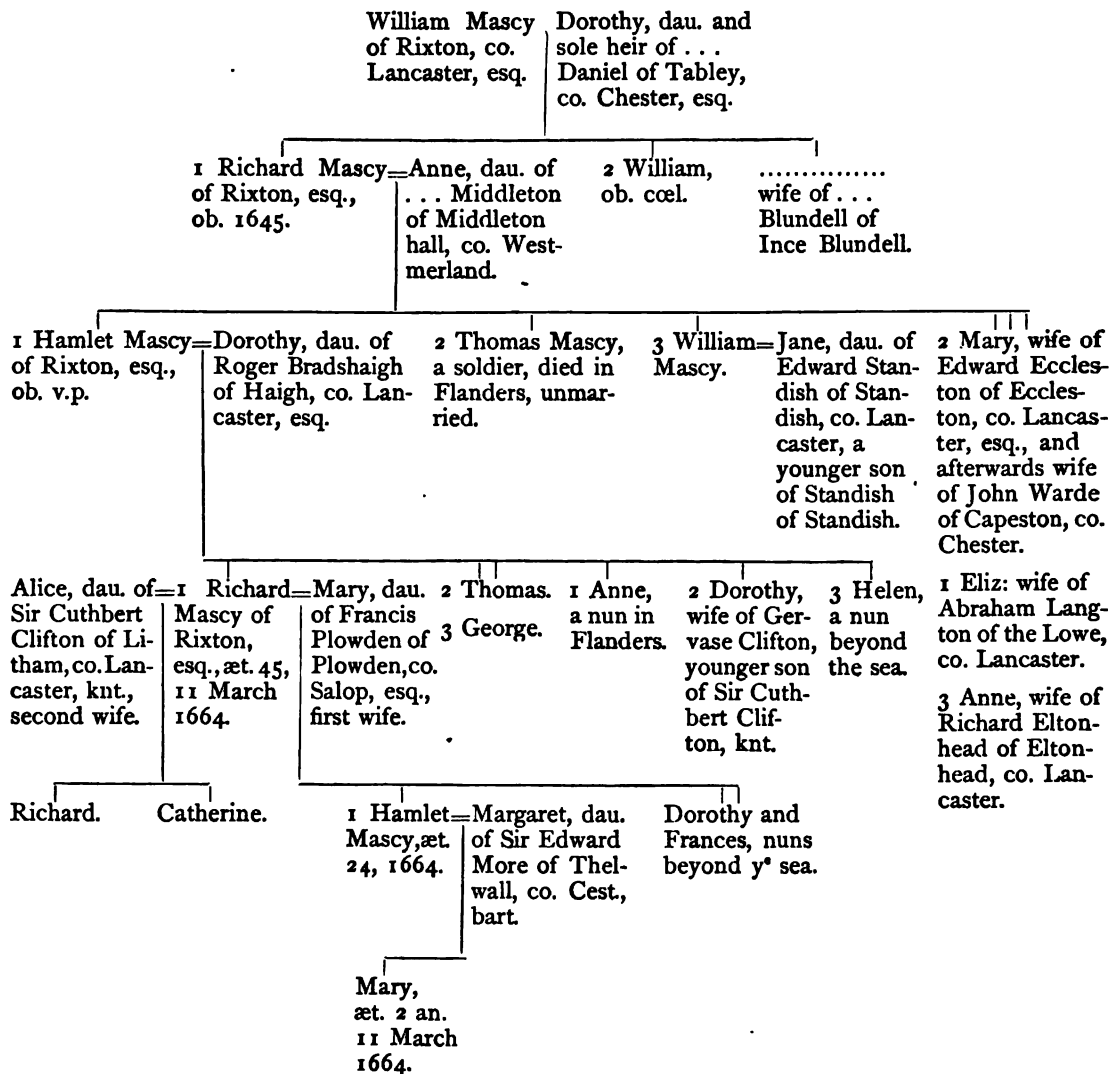 William Mascy
of Rixton, co.
Lancaster, esq.
Dorothy, dau. and
sole heir of . . .
Daniel of Tabley,
co. Chester, esq.
1 Richard Mascy=
of Rixton, esq.,
ob. 1645.
Anne, dau. of
. . . Middleton
of Middleton
hall, co. West-
merland.
2 William,
ob. cœl.
...............
wife of . . .
Blundell of
Ince Blundell.
1 Hamlet Mascy=
of Rixton, esq.,
ob. v.p.
Dorothy, dau. of
Roger Bradshaigh
of Haigh, co. Lan-
caster, esq.
2 Thomas Mascy,
a soldier, died in
Flanders, unmar-
ried.
3 William=
Mascy.
Jane, dau. of
Edward Stan-
dish of Stan-
dish, co. Lan-
caster, a
younger son
of Standish
of Standish.
2 Mary, wife of
Edward Eccles-
ton of Eccles-
ton, co. Lancas-
ter, esq., and
afterwards wife
of John Warde
of Capeston, co.
Chester.
1 Eliz: wife of
Abraham Lang-
ton of the Lowe,
co. Lancaster.
3 Anne, wife of
Richard Elton-
head of Elton-
head, co. Lan-
caster.
Alice, dau. of=
Sir Cuthbert
Clifton of Li-
tham, co. Lan-
caster, knt.,
second wife.
1 Richard=
Mascy of
Rixton,
esq., æt. 45,
11 March
1664.
Mary, dau.
of Francis
Plowden of
Plowden, co.
Salop, esq.,
first wife.
2 Thomas.
3 George.
1 Anne,
a nun in
Flanders.
2 Dorothy,
wife of Ger-
vase Clifton,
younger son
of Sir Cuth-
bert Clif-
ton, knt.
3 Helen,
a nun
beyond
the sea.
Richard.
Catherine.
1 Hamlet=
Mascy, æt.
24, 1664.
Margaret, dau.
of Sir Edward
More of Thel-
wall, co. Cest.,
bart.
Dorothy and
Frances, nuns
beyond yᵉ sea.
Mary,
æt. 2 an.
11 March
1664.